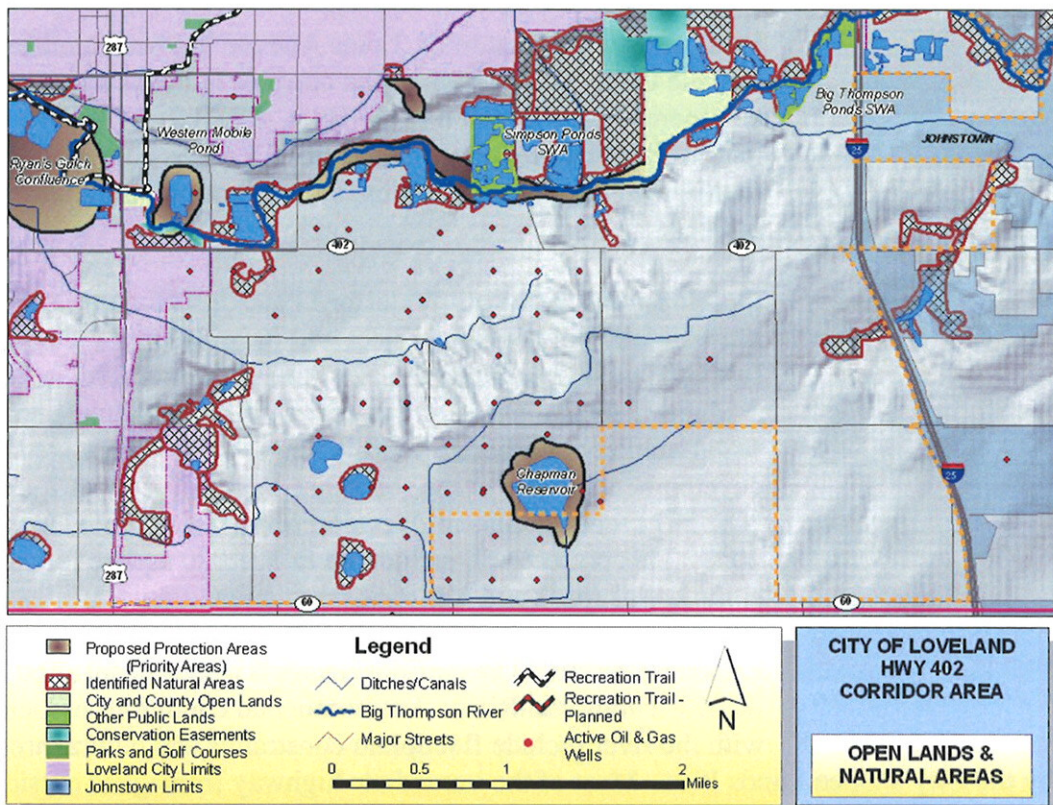 287
Western Mobile
Pond
Ryan's Gulch
Confluence
Simpson Ponds
SWA
Big Thompson
Ponds SWA
25
JOHNSTOWN
402
402
Chapman
Reservoir
25
287
60
60
Legend
Proposed Protection Areas
(Priority Areas)
Identified Natural Areas
City and County Open Lands
Other Public Lands
Conservation Easements
Parks and Golf Courses
Loveland City Limits
Johnstown Limits
Ditches/Canals
Big Thompson River
Major Streets
Recreation Trail
Recreation Trail -
Planned
Active Oil & Gas
Wells
N
0 0.5 1 2
Miles
CITY OF LOVELAND
HWY 402
CORRIDOR AREA
OPEN LANDS &
NATURAL AREAS